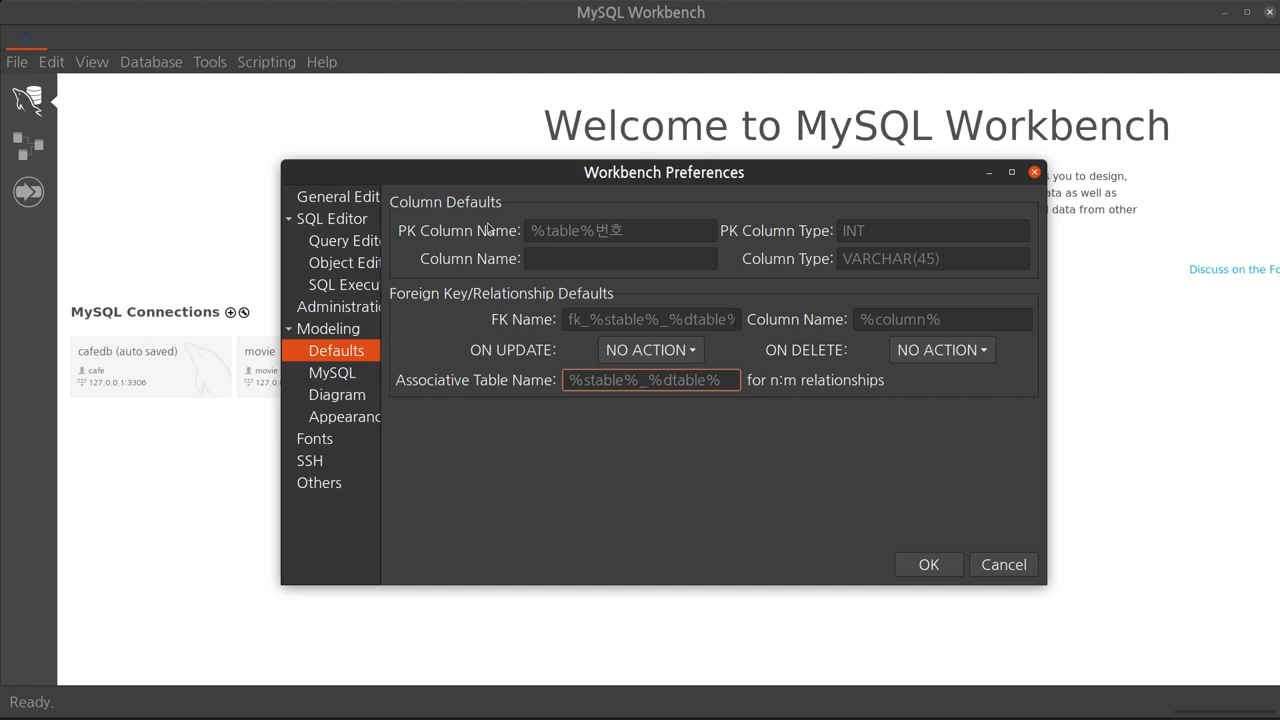 MySQL Workbench
File Edit View Database Tools Scripting Help
Welcome to MySQL Workbench
s you to design,
ata as well as
l data from other
Discuss on the Fo
MySQL Connections
cafedb (auto saved)
cafe
127.0.0.1:3306
movie
movie
127.0.0
Workbench Preferences
General Edit
SQL Editor
Query Edit
Object Edit
SQL Execu
Administratio
Modeling
Defaults
MySQL
Diagram
Appearanc
Fonts
SSH
Others
Column Defaults
PK Column Name: %table%번호 PK Column Type: INT
Column Name: Column Type: VARCHAR(45)
Foreign Key/Relationship Defaults
FK Name: fk_%stable%_%dtable% Column Name: %column%
ON UPDATE: NO ACTION ON DELETE: NO ACTION
Associative Table Name: %stable%_%dtable% for n:m relationships
OK Cancel
Ready.